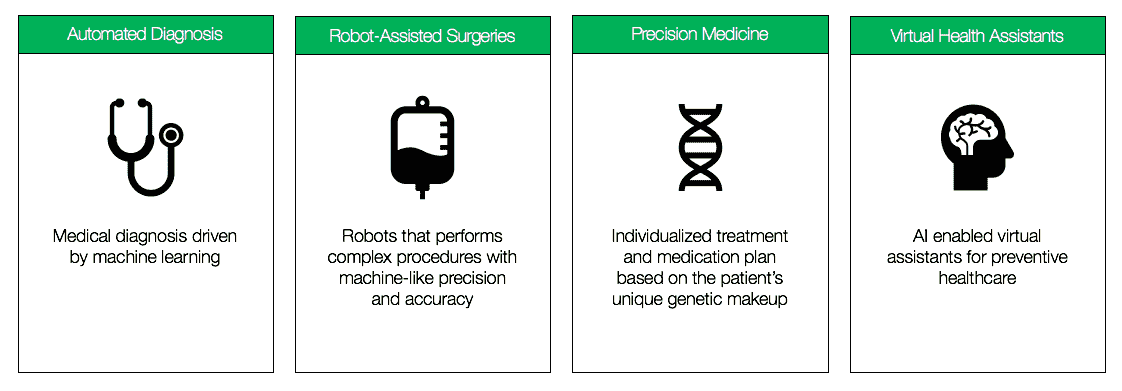 Automated Diagnosis
Medical diagnosis driven
by machine learning
Robot-Assisted Surgeries
Robots that performs
complex procedures with
machine-like precision
and accuracy
Precision Medicine
Individualized treatment
and medication plan
based on the patient's
unique genetic makeup
Virtual Health Assistants
AI enabled virtual
assistants for preventive
healthcare